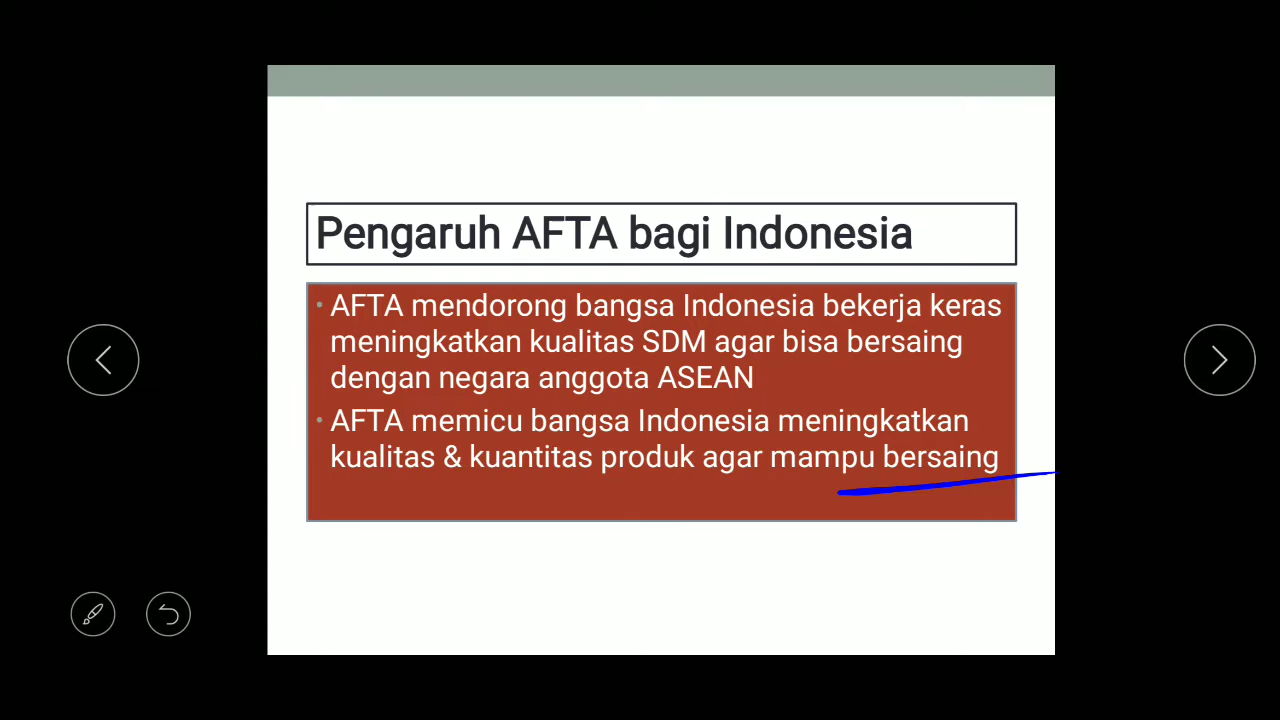 Pengaruh AFTA bagi Indonesia
• AFTA mendorong bangsa Indonesia bekerja keras
meningkatkan kualitas SDM agar bisa bersaing
dengan negara anggota ASEAN
• AFTA memicu bangsa Indonesia meningkatkan
kualitas & kuantitas produk agar mampu bersaing